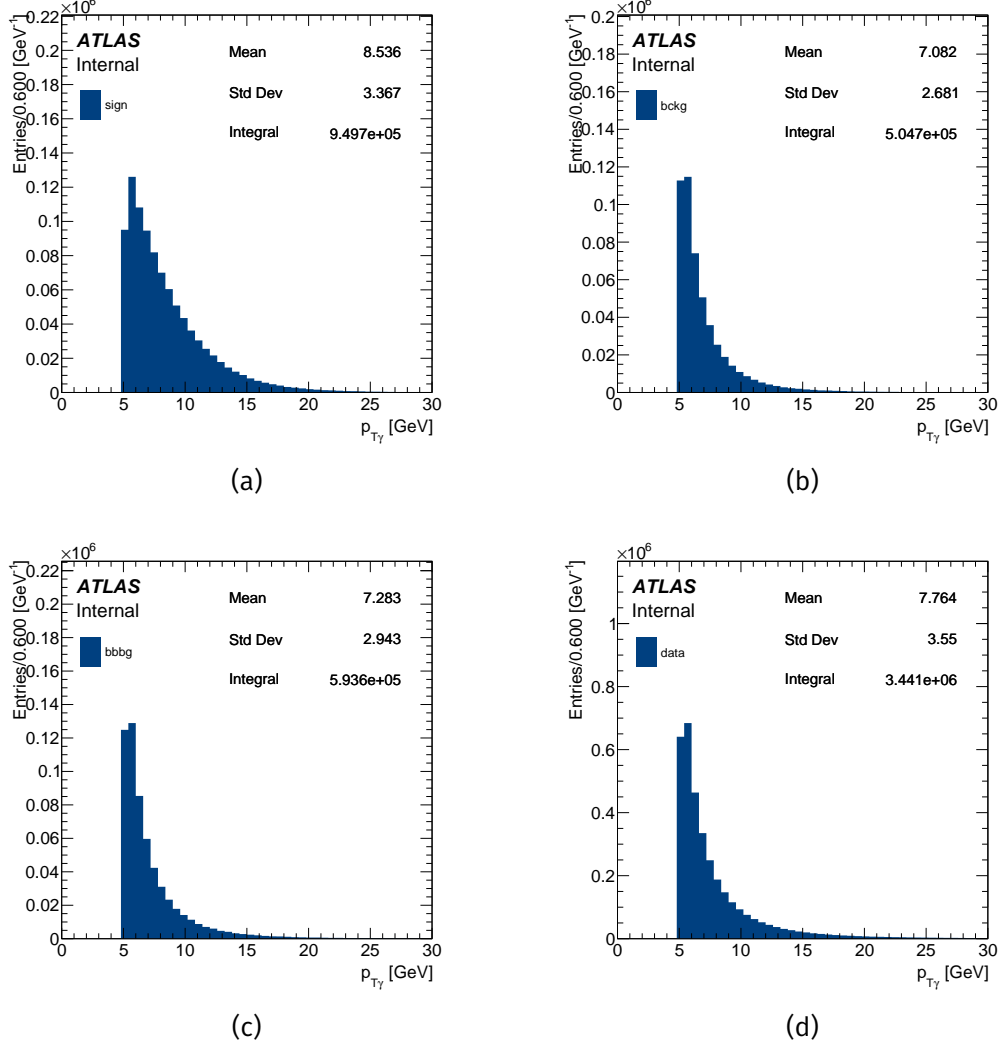 ×10⁶
Entries/0.600 [GeV⁻¹]
0.22
0.2
0.18
0.16
0.14
0.12
0.1
0.08
0.06
0.04
0.02
0
ATLAS
Internal
sign
Mean 8.536
Std Dev 3.367
Integral 9.497e+05
0 5 10 15 20 25 30
p_Tγ [GeV]
(a)
×10⁶
Entries/0.600 [GeV⁻¹]
0.2
0.18
0.16
0.14
0.12
0.1
0.08
0.06
0.04
0.02
0
ATLAS
Internal
bckg
Mean 7.082
Std Dev 2.681
Integral 5.047e+05
0 5 10 15 20 25 30
p_Tγ [GeV]
(b)
×10⁶
Entries/0.600 [GeV⁻¹]
0.22
0.2
0.18
0.16
0.14
0.12
0.1
0.08
0.06
0.04
0.02
0
ATLAS
Internal
bbbg
Mean 7.283
Std Dev 2.943
Integral 5.936e+05
0 5 10 15 20 25 30
p_Tγ [GeV]
(c)
×10⁶
Entries/0.600 [GeV⁻¹]
1
0.8
0.6
0.4
0.2
0
ATLAS
Internal
data
Mean 7.764
Std Dev 3.55
Integral 3.441e+06
0 5 10 15 20 25 30
p_Tγ [GeV]
(d)